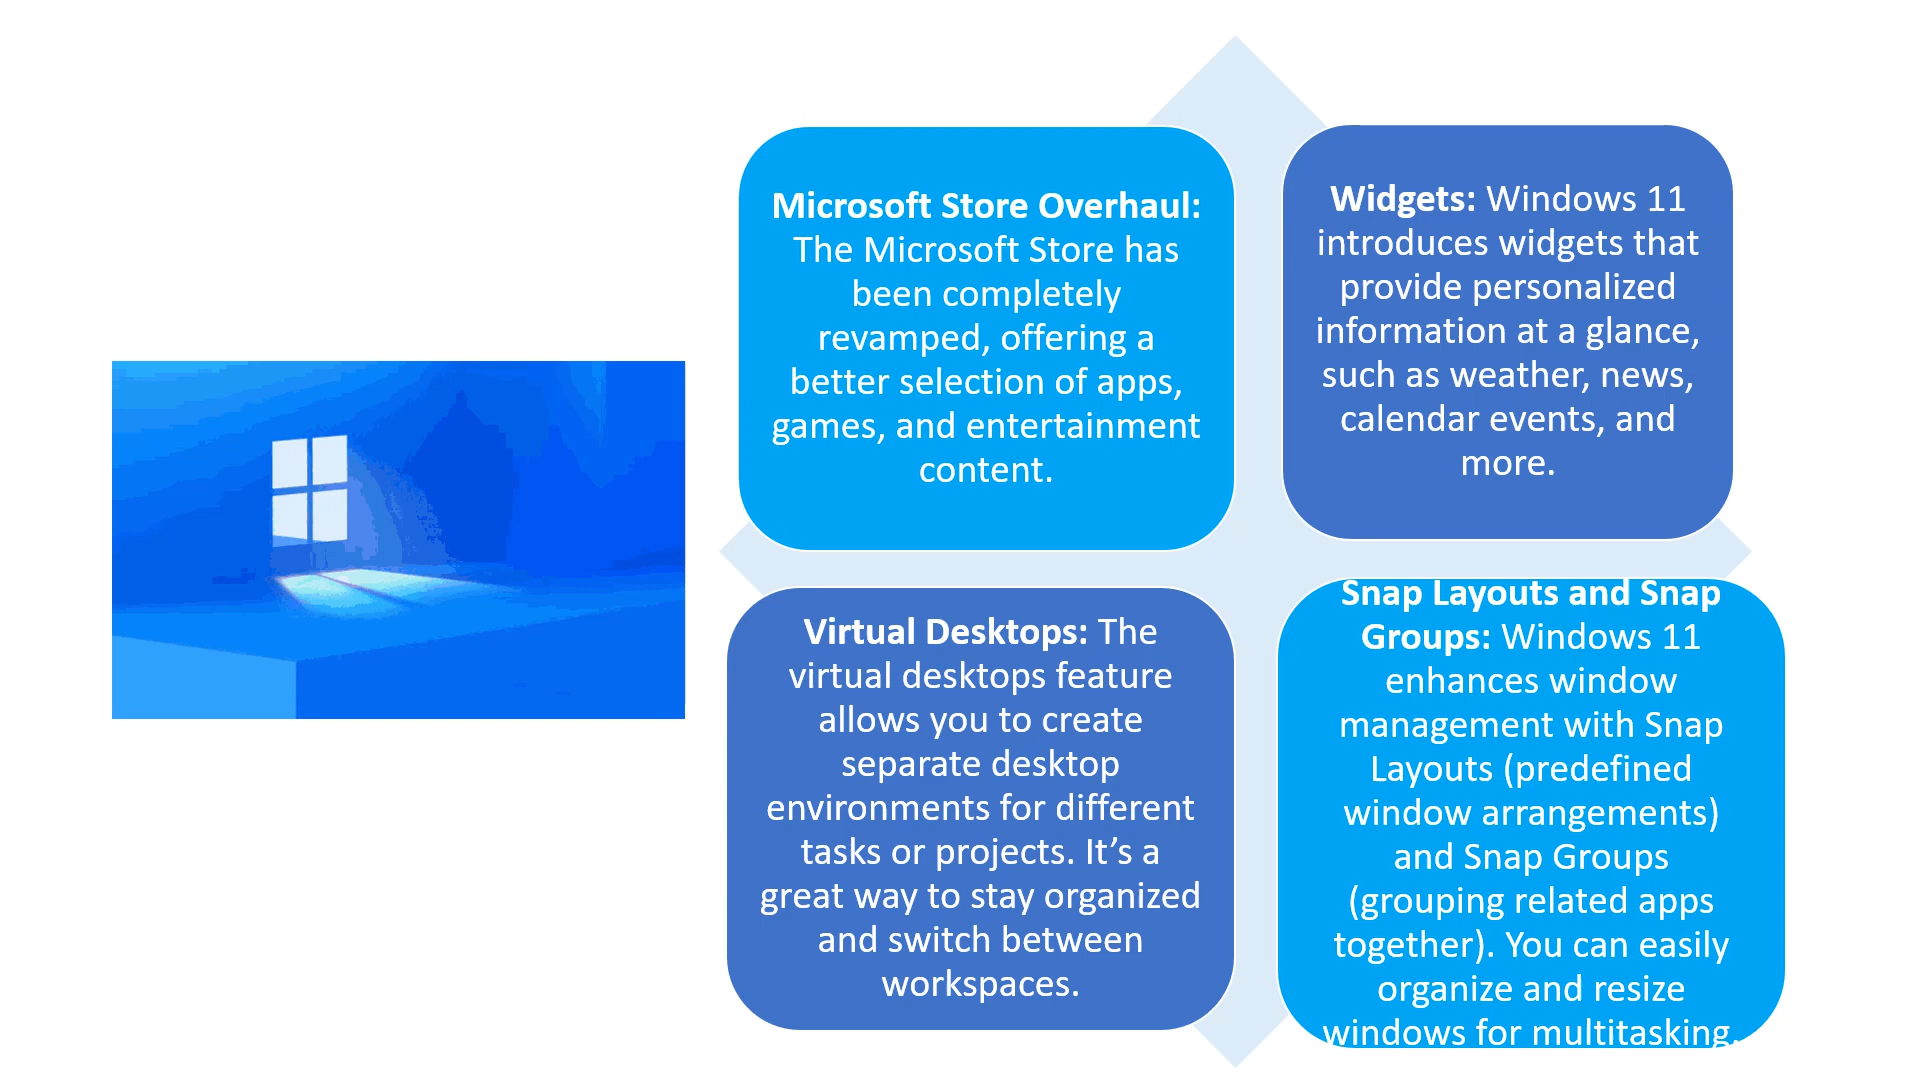 Microsoft Store Overhaul:
The Microsoft Store has
been completely
revamped, offering a
better selection of apps,
games, and entertainment
content.
Widgets: Windows 11
introduces widgets that
provide personalized
information at a glance,
such as weather, news,
calendar events, and
more.
Virtual Desktops: The
virtual desktops feature
allows you to create
separate desktop
environments for different
tasks or projects. It’s a
great way to stay organized
and switch between
workspaces.
Snap Layouts and Snap
Groups: Windows 11
enhances window
management with Snap
Layouts (predefined
window arrangements)
and Snap Groups
(grouping related apps
together). You can easily
organize and resize
windows for multitasking.